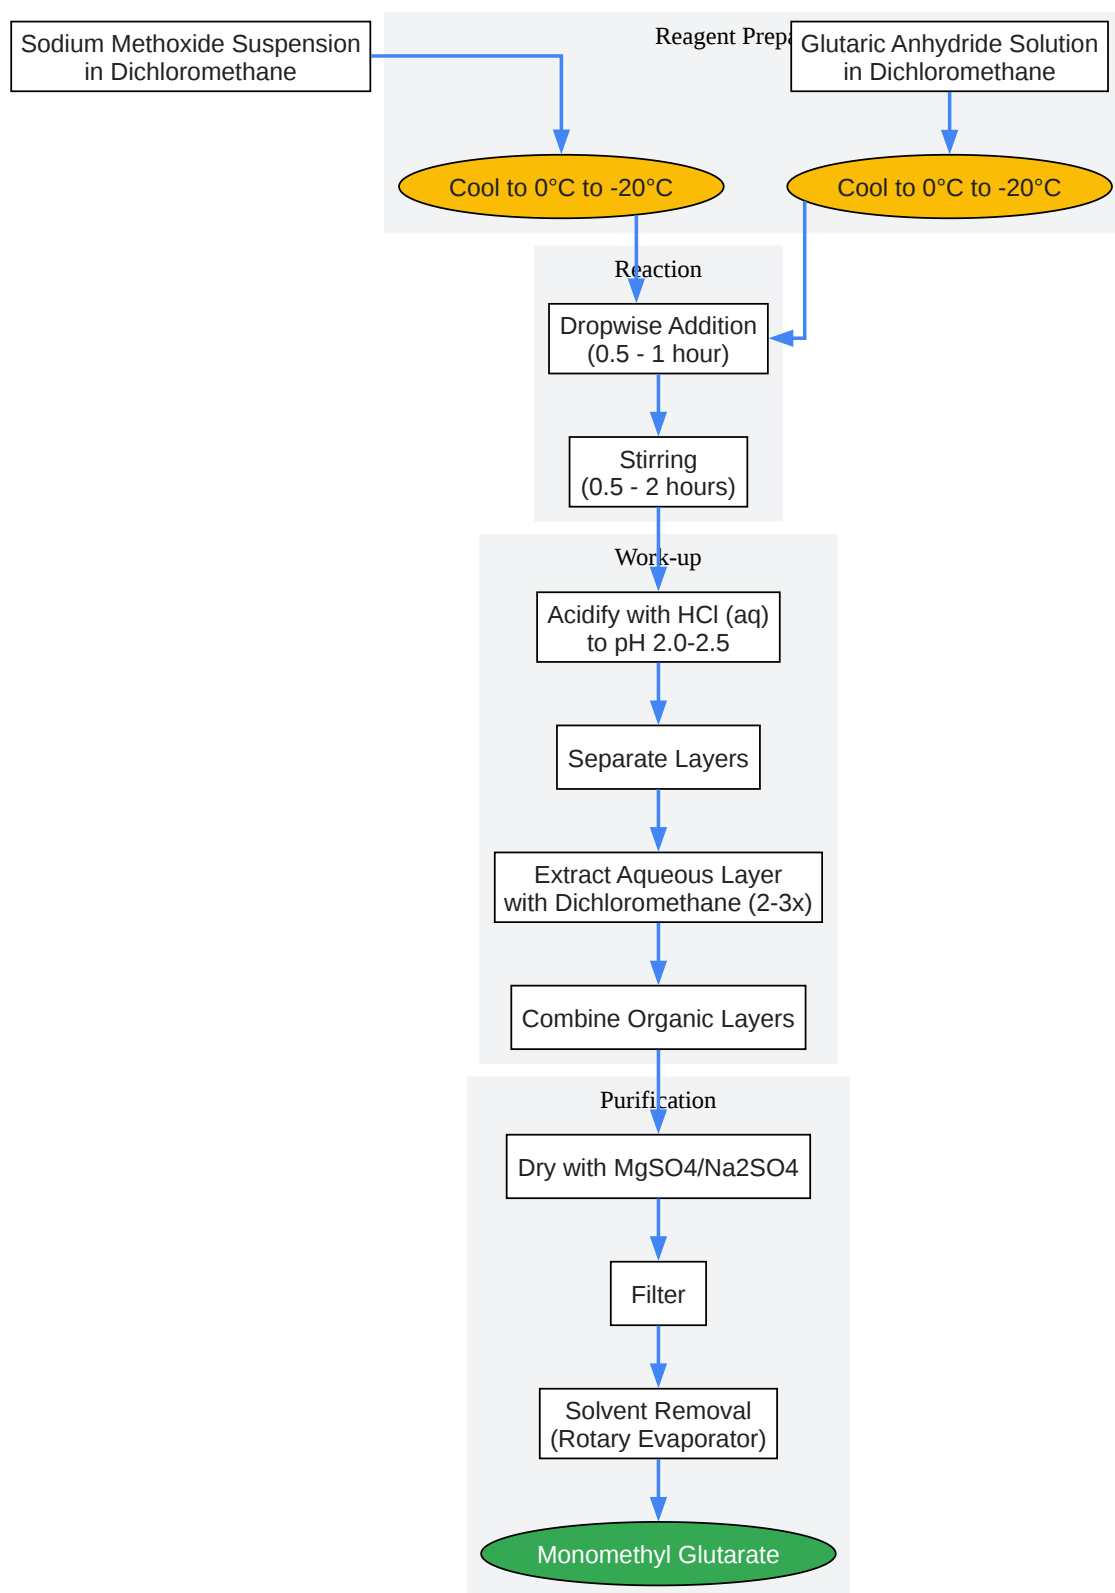 Sodium Methoxide Suspension
in Dichloromethane
Reagent Prepa
Glutaric Anhydride Solution
in Dichloromethane
Cool to 0°C to -20°C
Cool to 0°C to -20°C
Reaction
Dropwise Addition
(0.5 - 1 hour)
Stirring
(0.5 - 2 hours)
Work-up
Acidify with HCl (aq)
to pH 2.0-2.5
Separate Layers
Extract Aqueous Layer
with Dichloromethane (2-3x)
Combine Organic Layers
Purification
Dry with MgSO4/Na2SO4
Filter
Solvent Removal
(Rotary Evaporator)
Monomethyl Glutarate